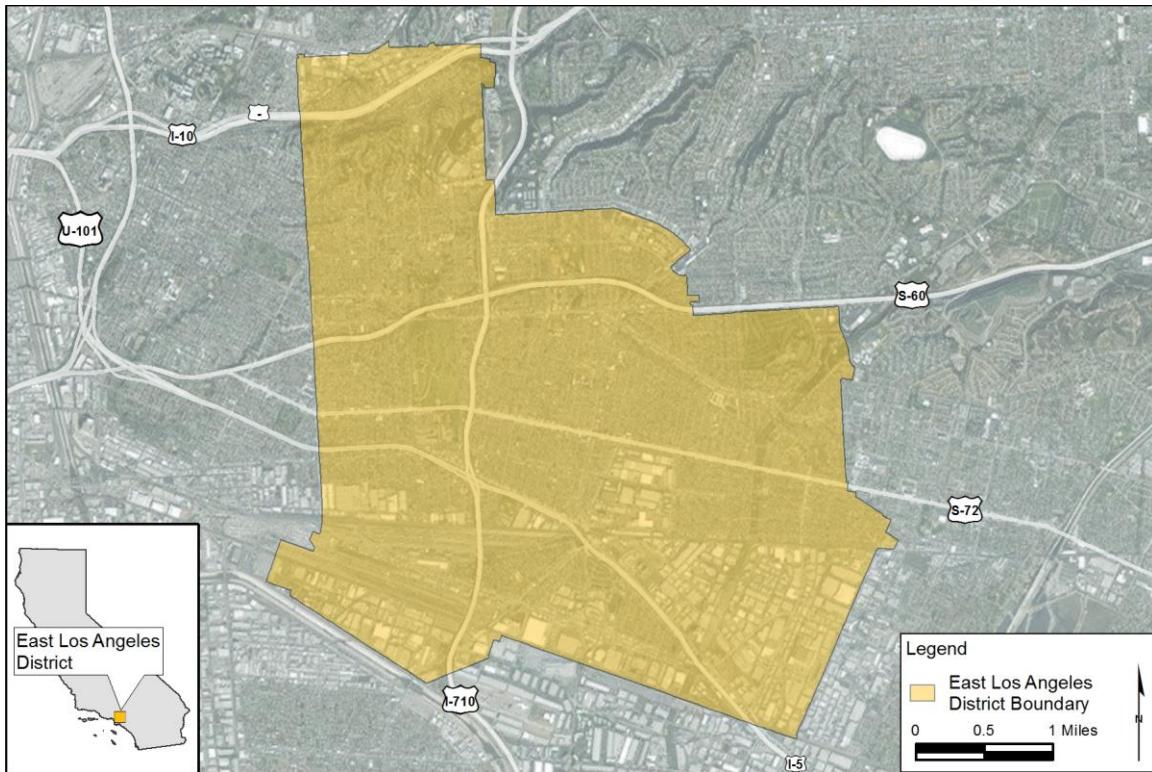 -
I-10
U-101
S-60
S-72
I-710
I-5
East Los Angeles
District
Legend
East Los Angeles
District Boundary
0 0.5 1 Miles
N